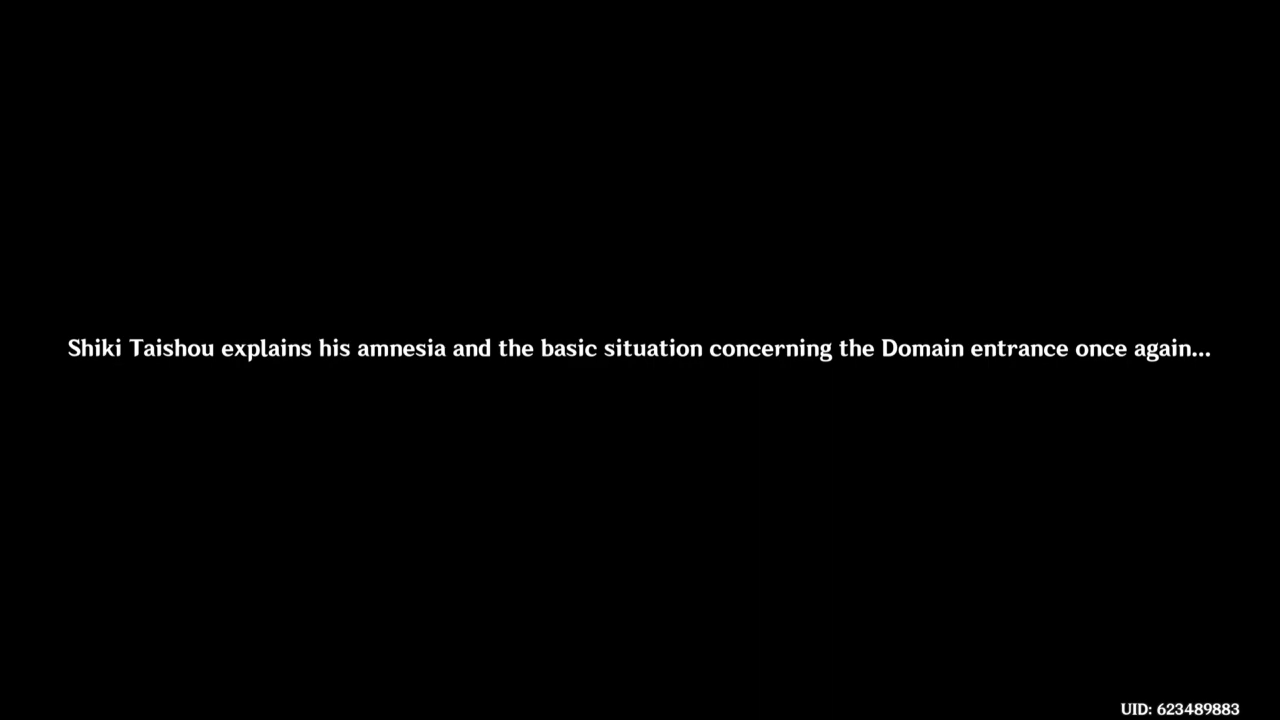 Shiki Taishou explains his amnesia and the basic situation concerning the Domain entrance once again...
UID: 623489883